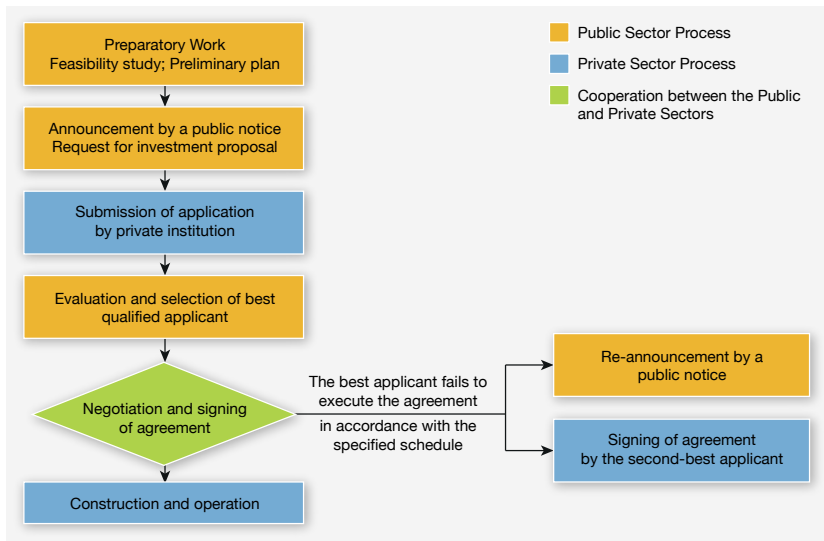 Preparatory Work
Feasibility study; Preliminary plan
Announcement by a public notice
Request for investment proposal
Submission of application
by private institution
Evaluation and selection of best
qualified applicant
Negotiation and signing
of agreement
Construction and operation
The best applicant fails to
execute the agreement
in accordance with the
specified schedule
Re-announcement by a
public notice
Signing of agreement
by the second-best applicant
Public Sector Process
Private Sector Process
Cooperation between the Public
and Private Sectors